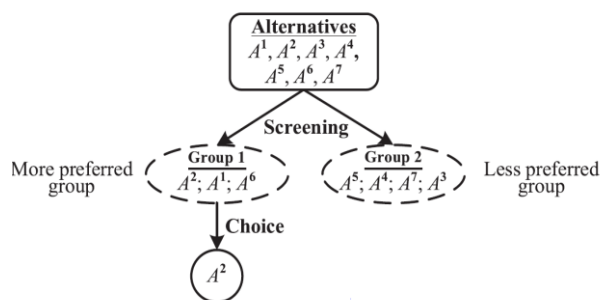 Alternatives
A¹, A², A³, A⁴,
A⁵, A⁶, A⁷
Screening
More preferred
group
Group 1
A²; A¹; A⁶
Group 2
A⁵; A⁴; A⁷; A³
Less preferred
group
Choice
A²